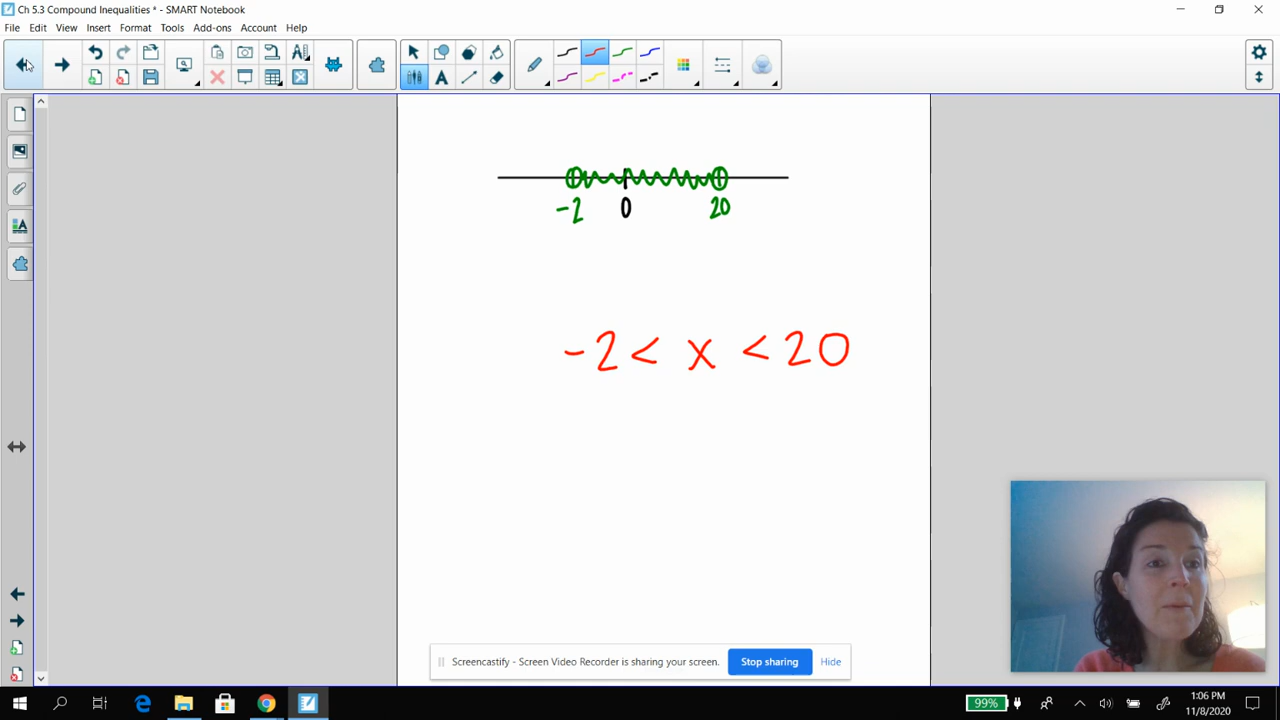 Ch 5.3 Compound Inequalities * - SMART Notebook
File Edit View Insert Format Tools Add-ons Account Help
-2 0 20
-2 < x < 20
Screencastify - Screen Video Recorder is sharing your screen. Stop sharing Hide
99% 1:06 PM
11/8/2020